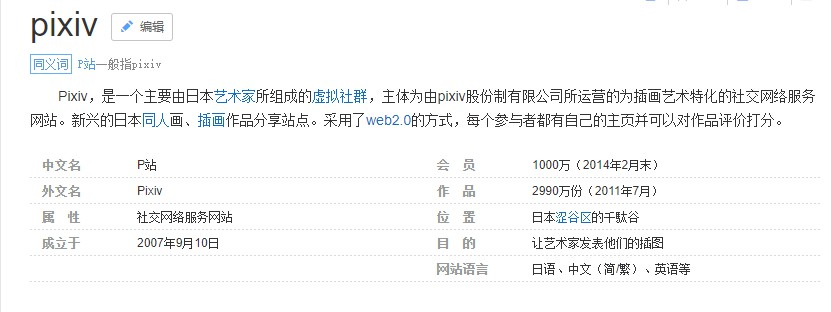 pixiv 编辑
同义词 P站一般指pixiv
Pixiv，是一个主要由日本艺术家所组成的虚拟社群，主体为由pixiv股份制有限公司所运营的为插画艺术特化的社交网络服务
网站。新兴的日本同人画、插画作品分享站点。采用了web2.0的方式，每个参与者都有自己的主页并可以对作品评价打分。
中文名 P站 会 员 1000万（2014年2月末）
外文名 Pixiv 作 品 2990万份（2011年7月）
属 性 社交网络服务网站 位 置 日本涩谷区的千駄谷
成立于 2007年9月10日 目 的 让艺术家发表他们的插图
网站语言 日语、中文（简/繁）、英语等